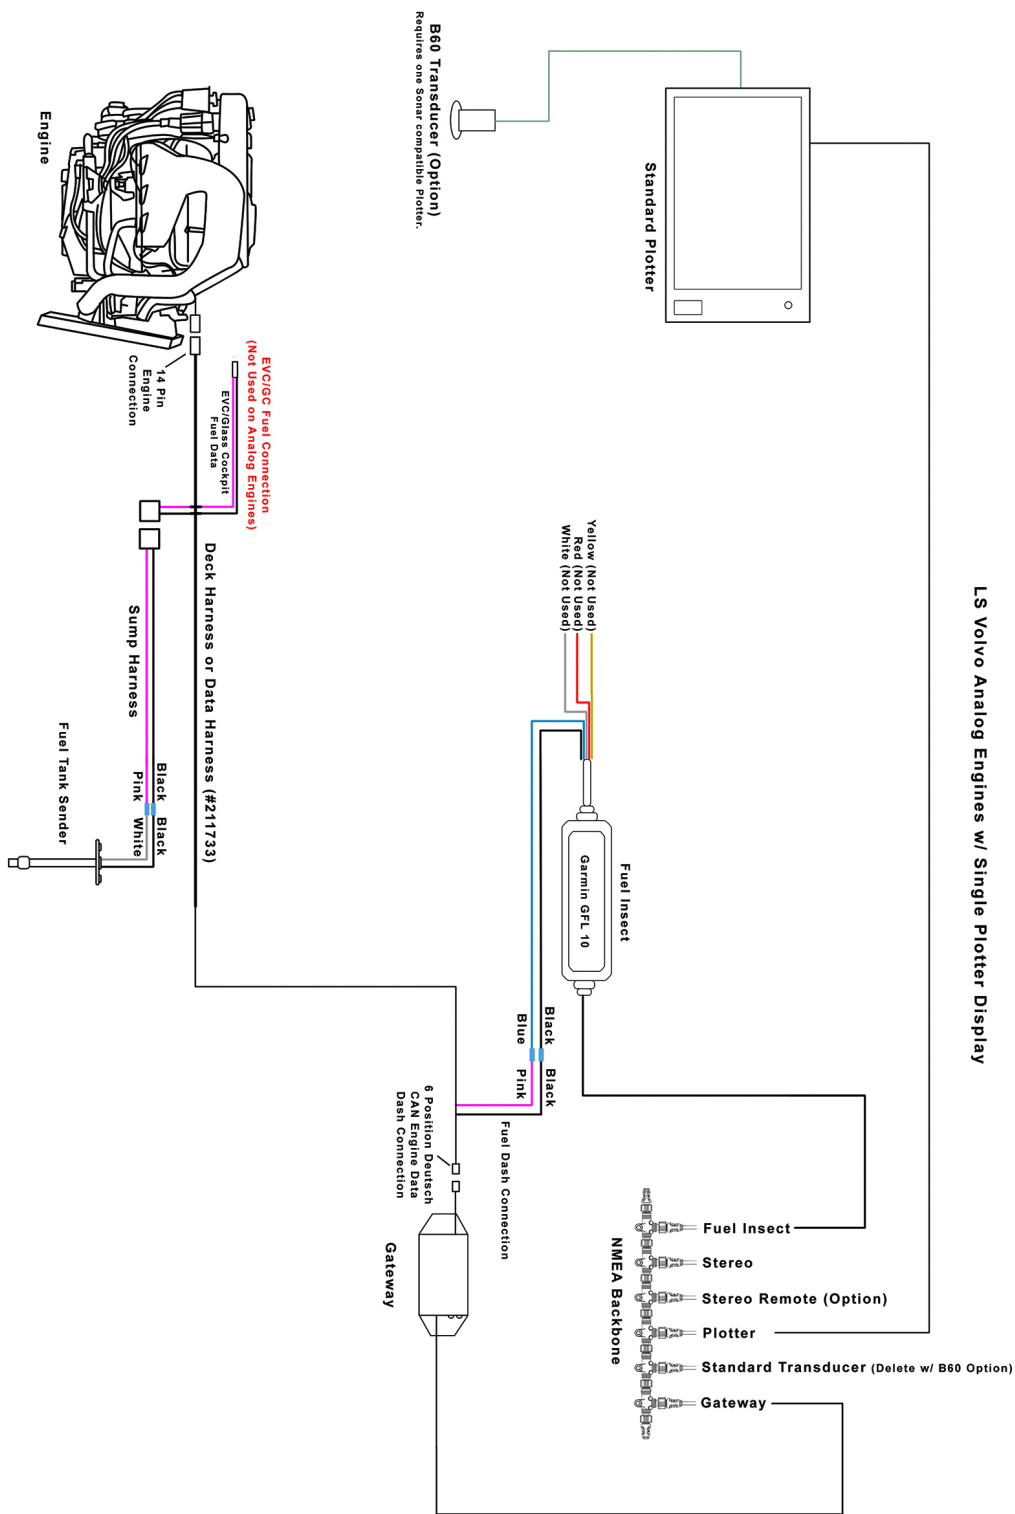 LS Volvo Analog Engines w/ Single Plotter Display
B60 Transducer (Option)
Requires one Sonar compatible Plotter.
Standard Plotter
Engine
14 Pin
Engine
Connection
EVC/GC Fuel Connection
(Not Used on Analog Engines)
EVC/Glass Cockpit
Fuel Data
Yellow (Not Used)
Red (Not Used)
White (Not Used)
Deck Harness or Data Harness (#211733)
Sump Harness
Black
Black
Pink
White
Fuel Tank Sender
Fuel Insect
Garmin GFL 10
Black
Black
Blue
Pink
Fuel Dash Connection
6 Position Deutsch
CAN Engine Data
Dash Connection
Gateway
NMEA Backbone
Fuel Insect
Stereo
Stereo Remote (Option)
Plotter
Standard Transducer (Delete w/ B60 Option)
Gateway